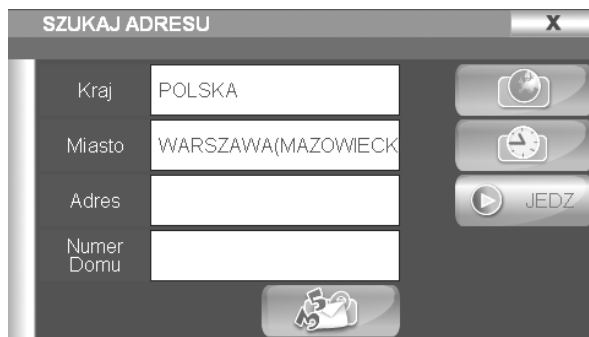 SZUKAJ ADRESU X
Kraj POLSKA
Miasto WARSZAWA(MAZOWIECK
Adres JEDZ
Numer
Domu